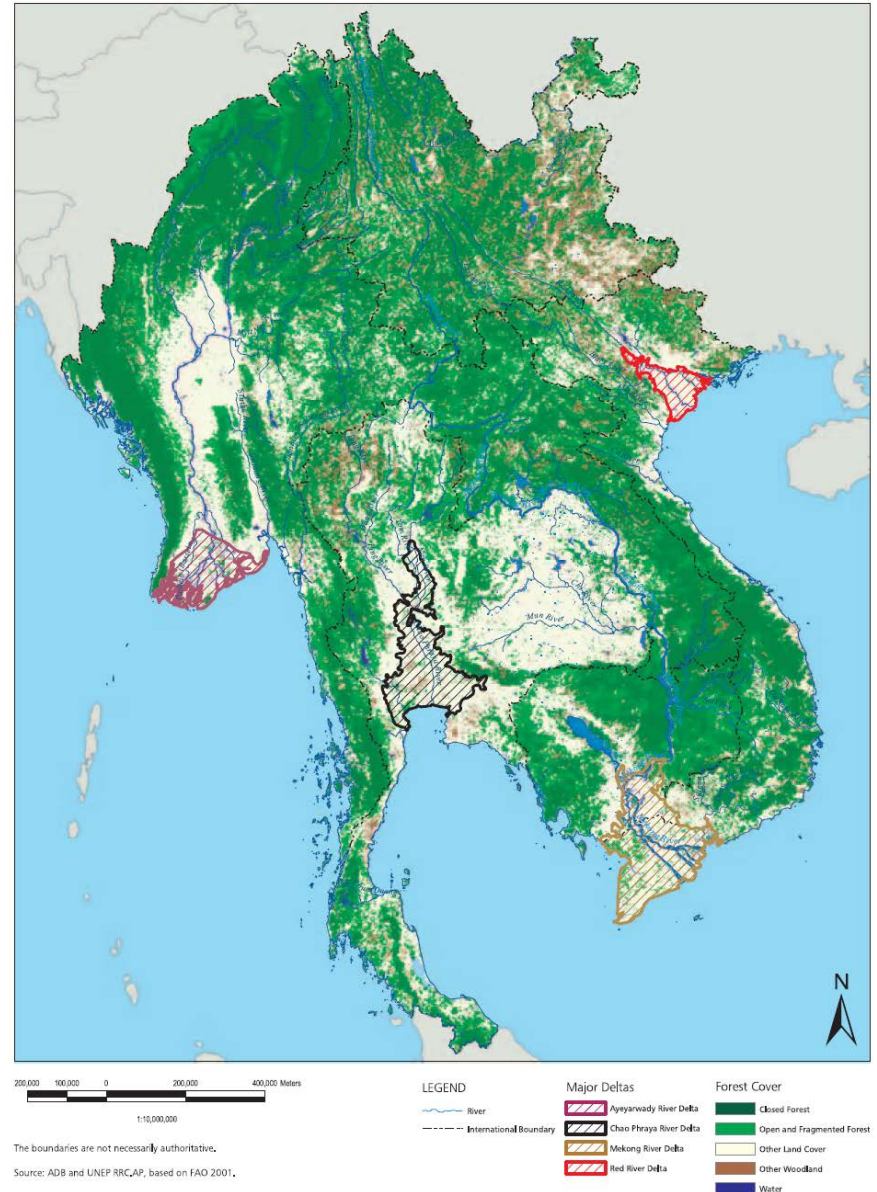 Mun River
N
200,000 100,000 0 200,000 400,000 Meters
1:10,000,000
The boundaries are not necessarily authoritative.
Source: ADB and UNEP RRC.AP, based on FAO 2001.
LEGEND
River
International Boundary
Major Deltas
Ayeyarwady River Delta
Chao Phraya River Delta
Mekong River Delta
Red River Delta
Forest Cover
Closed Forest
Open and Fragmented Forest
Other Land Cover
Other Woodland
Water